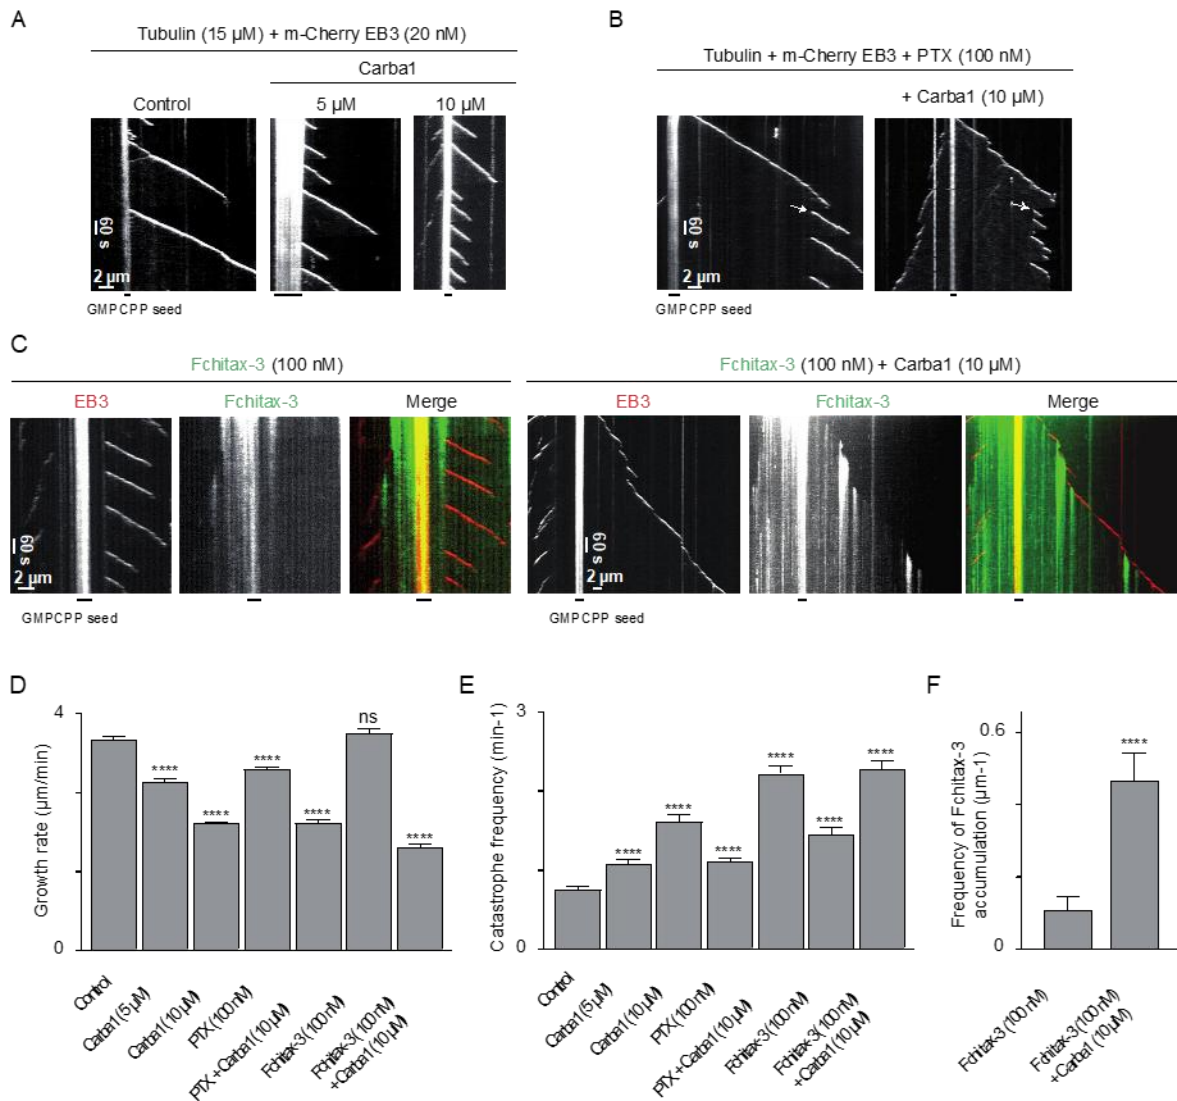 A
Tubulin (15 µM) + m-Cherry EB3 (20 nM)
Carba1
Control
5 µM
10 µM
60 s
2 µm
GMPCPP seed
B
Tubulin + m-Cherry EB3 + PTX (100 nM)
+ Carba1 (10 µM)
60 s
2 µm
GMPCPP seed
C
Fchitax-3 (100 nM)
EB3
Fchitax-3
Merge
60 s
2 µm
GMPCPP seed
Fchitax-3 (100 nM) + Carba1 (10 µM)
EB3
Fchitax-3
Merge
60 s
2 µm
GMPCPP seed
D
Growth rate (µm/min)
4
0
****
****
****
****
ns
****
Control
Carba1 (5 µM)
Carba1 (10 µM)
PTX (100 nM)
PTX + Carba1 (10 µM)
Fchitax-3 (100 nM)
Fchitax-3 (100 nM)
+Carba1 (10 µM)
E
Catastrophe frequency (min-1)
3
0
****
****
****
****
****
****
Control
Carba1 (5 µM)
Carba1 (10 µM)
PTX (100 nM)
PTX + Carba1 (10 µM)
Fchitax-3 (100 nM)
Fchitax-3 (100 nM)
+ Carba1 (10 µM)
F
Frequency of Fchitax-3
accumulation (µm-1)
0.6
0
****
Fchitax-3 (100 nM)
Fchitax-3 (100 nM)
+Carba1 (10 µM)